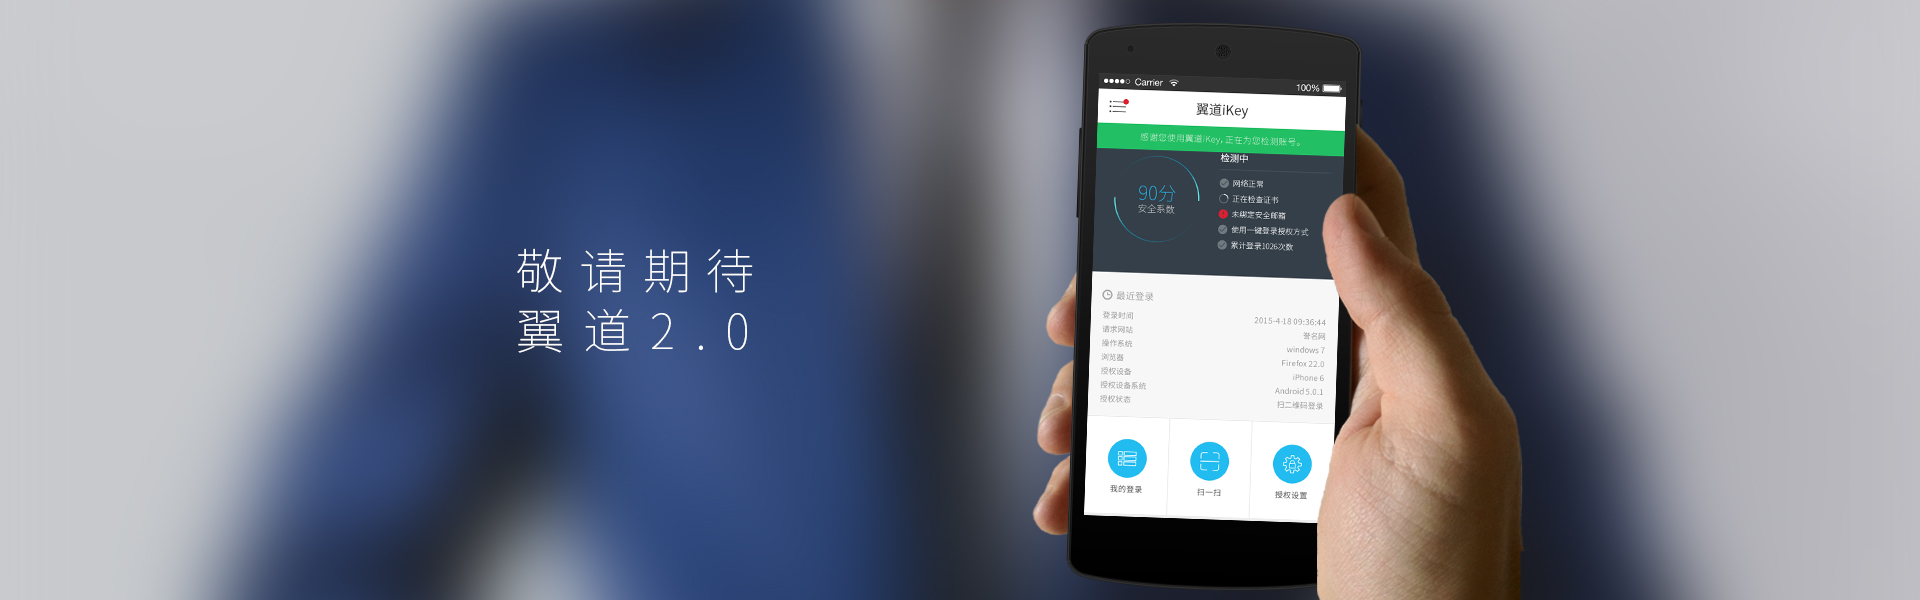 敬请期待
翼道2.0
Carrier
100%
翼道iKey
感谢您使用翼道iKey, 正在为您检测账号。
检测中
90分
安全系数
网络正常
正在检查证书
未绑定安全邮箱
使用一键登录授权方式
累计登录1026次数
最近登录
登录时间 2015-4-18 09:36:44
请求网站 誉名网
操作系统 windows 7
浏览器 Firefox 22.0
授权设备 iPhone 6
授权设备系统 Android 5.0.1
授权状态 扫二维码登录
我的登录 扫一扫 授权设置